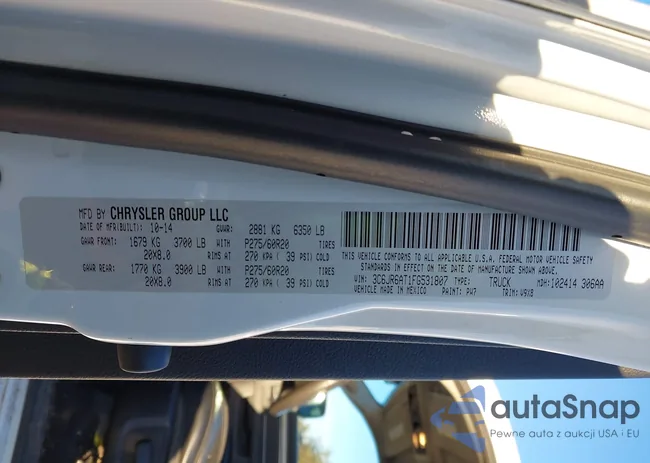 MFD BY CHRYSLER GROUP LLC
DATE OF MFR(BUILT): 10-14 GVWR: 2881 KG 6350 LB
GAWR FRONT: 1679 KG 3700 LB WITH P275/60R20 TIRES
20X8.0 RIMS AT 270 KPA ( 39 PSI) COLD
GAWR REAR: 1770 KG 3900 LB WITH P275/60R20 TIRES
20X8.0 RIMS AT 270 KPA ( 39 PSI) COLD
THIS VEHICLE CONFORMS TO ALL APPLICABLE U.S.A. FEDERAL MOTOR VEHICLE SAFETY
STANDARDS IN EFFECT ON THE DATE OF MANUFACTURE SHOWN ABOVE.
VIN: 3C6JR6AT1FG531807 TYPE: TRUCK MDH: 102414 306AA
VEHICLE MADE IN MEXICO PAINT: PW7 TRIM: V9X8
autaSnap
Pewne auta z aukcji USA i EU